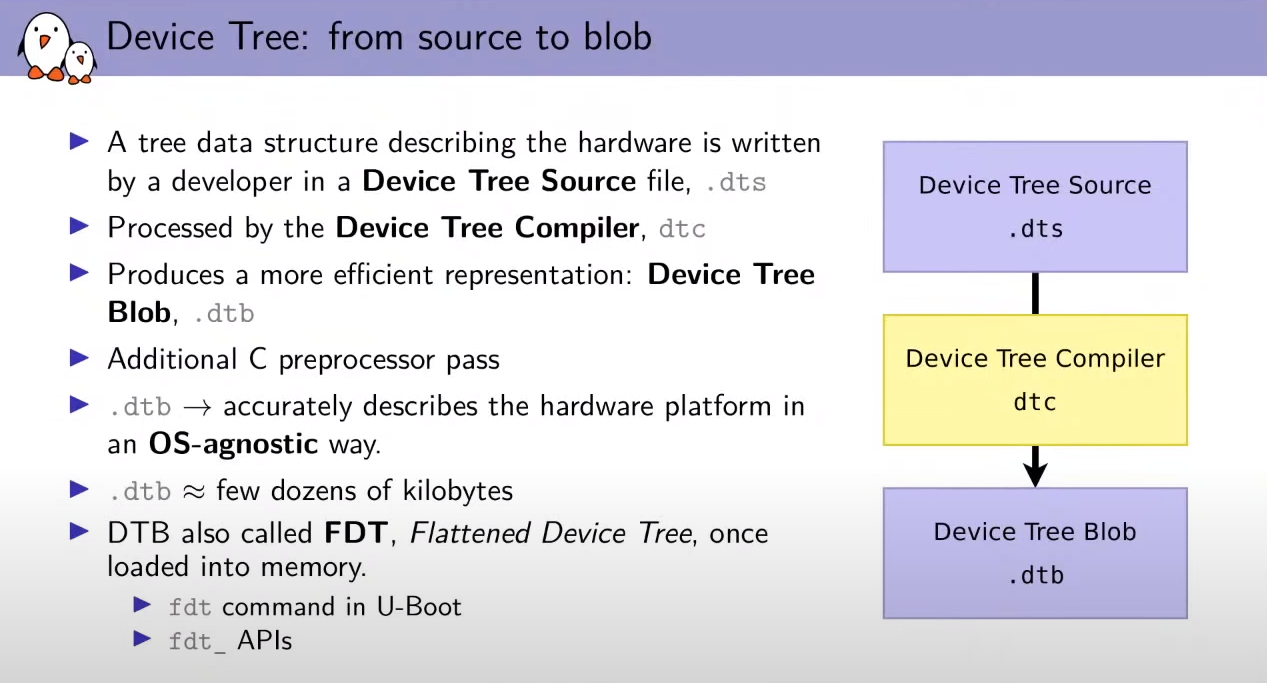 Device Tree: from source to blob
A tree data structure describing the hardware is written
by a developer in a Device Tree Source file, .dts
Processed by the Device Tree Compiler, dtc
Produces a more efficient representation: Device Tree
Blob, .dtb
Additional C preprocessor pass
.dtb → accurately describes the hardware platform in
an OS-agnostic way.
.dtb ≈ few dozens of kilobytes
DTB also called FDT, Flattened Device Tree, once
loaded into memory.
fdt command in U-Boot
fdt_ APIs
Device Tree Source
.dts
Device Tree Compiler
dtc
Device Tree Blob
.dtb